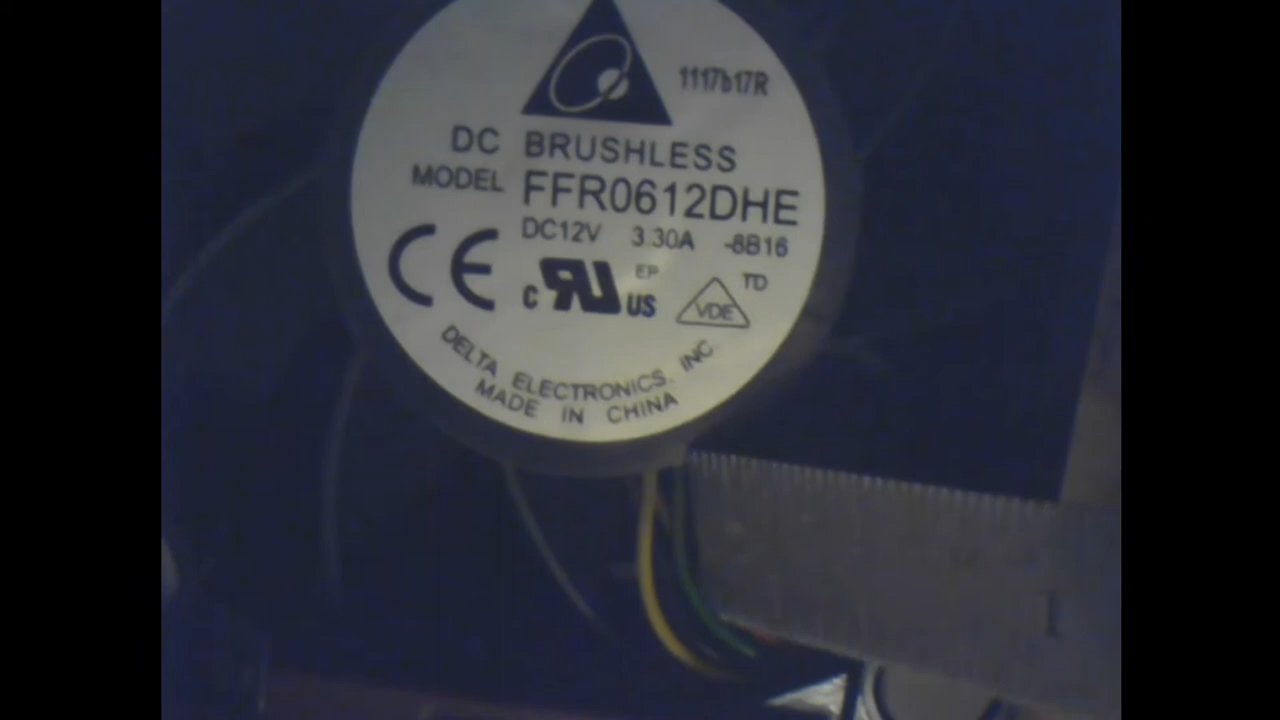 1117b17R
DC BRUSHLESS
MODEL FFR0612DHE
DC12V 3.30A -8B16
CE
c RU US EP
VDE TD
DELTA ELECTRONICS, INC.
MADE IN CHINA